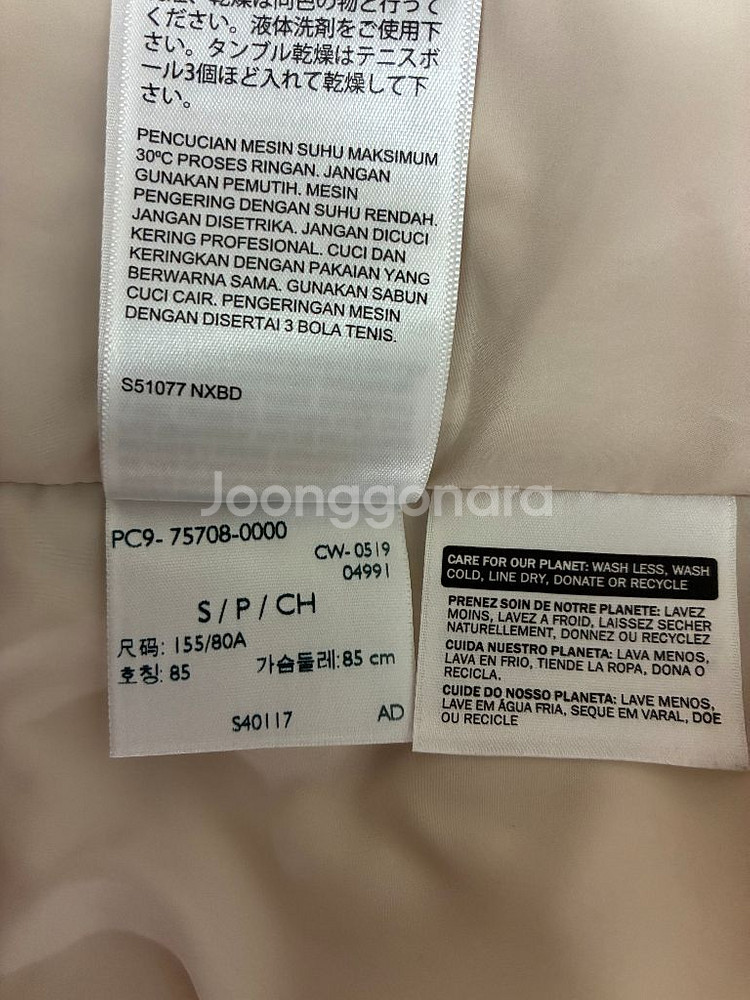 ください。液体洗剤をご使用下
さい。タンブル乾燥はテニスボ
ール3個ほど入れて乾燥して下
さい。
PENCUCIAN MESIN SUHU MAKSIMUM
30ºC PROSES RINGAN. JANGAN
GUNAKAN PEMUTIH. MESIN
PENGERING DENGAN SUHU RENDAH.
JANGAN DISETRIKA. JANGAN DICUCI
KERING PROFESIONAL. CUCI DAN
KERINGKAN DENGAN PAKAIAN YANG
BERWARNA SAMA. GUNAKAN SABUN
CUCI CAIR. PENGERINGAN MESIN
DENGAN DISERTAI 3 BOLA TENIS.
S51077 NXBD
Joonggonara
PC9- 75708-0000
CW- 0519
04991
S / P / CH
尺码: 155/80A
호칭: 85 가슴둘레:85 cm
S40117 AD
CARE FOR OUR PLANET: WASH LESS, WASH
COLD, LINE DRY, DONATE OR RECYCLE
PRENEZ SOIN DE NOTRE PLANETE: LAVEZ
MOINS, LAVEZ A FROID, LAISSEZ SECHER
NATURELLEMENT, DONNEZ OU RECYCLEZ
CUIDA NUESTRO PLANETA: LAVA MENOS,
LAVA EN FRIO, TIENDE LA ROPA, DONA O
RECICLA.
CUIDE DO NOSSO PLANETA: LAVE MENOS,
LAVE EM ÁGUA FRIA, SEQUE EM VARAL, DOE
OU RECICLE